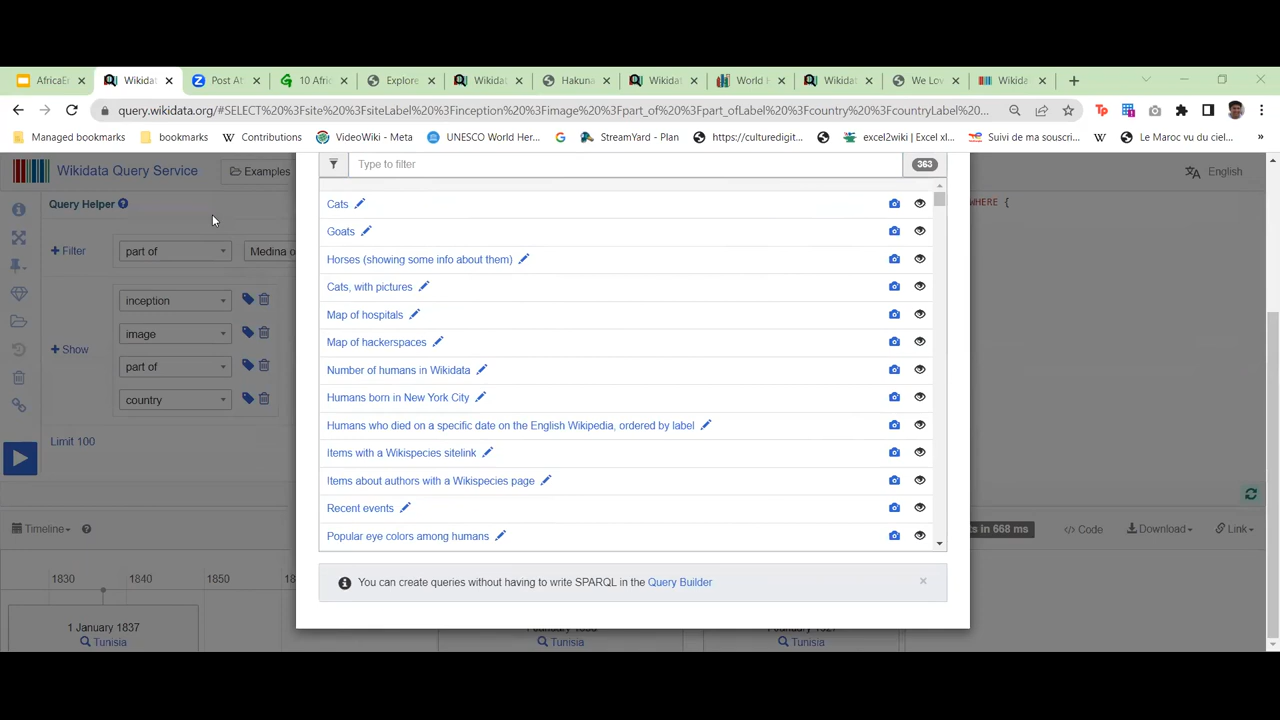 AfricaE
Wikidat
Post A
10 Afri
Explore
Wikidat
Hakuna
Wikidat
World H
Wikidat
We Lov
Wikida
query.wikidata.org/#SELECT%20%3Fsite%20%3FsiteLabel%20%3Finception%20%3Fimage%20%3Fpart_of%20%3Fpart_ofLabel%20%3Fcountry%20%3FcountryLabel%20...
Managed bookmarks
bookmarks
Contributions
VideoWiki - Meta
UNESCO World Her...
StreamYard - Plan
https://culturedigit...
excel2wiki | Excel xl...
Suivi de ma souscri...
Le Maroc vu du ciel...
Wikidata Query Service
Examples
Type to filter
363
English
Query Helper
WHERE {
Filter
part of
Medina o
Show
inception
image
part of
country
Limit 100
Cats
Goats
Horses (showing some info about them)
Cats, with pictures
Map of hospitals
Map of hackerspaces
Number of humans in Wikidata
Humans born in New York City
Humans who died on a specific date on the English Wikipedia, ordered by label
Items with a Wikispecies sitelink
Items about authors with a Wikispecies page
Recent events
Popular eye colors among humans
You can create queries without having to write SPARQL in the Query Builder
Timeline
ts in 668 ms
</> Code
Download
Link
1830
1840
1850
1 January 1837
Tunisia
Tunisia
Tunisia